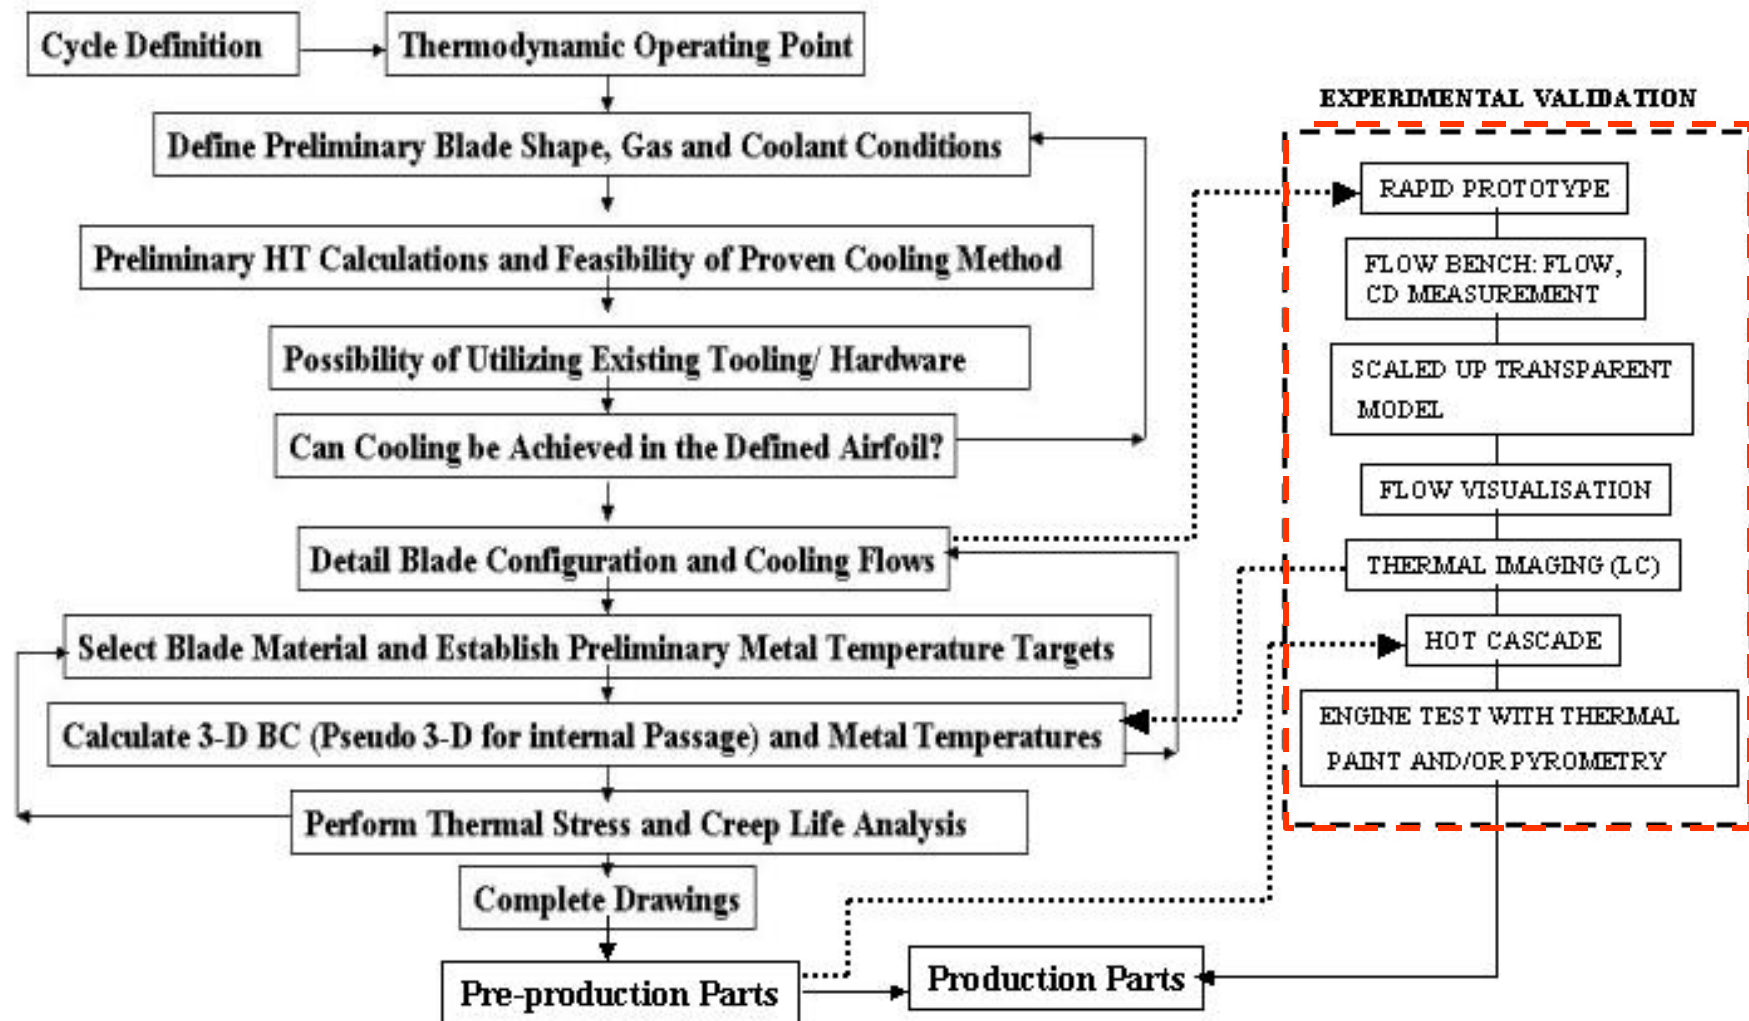 Cycle Definition
Thermodynamic Operating Point
Define Preliminary Blade Shape, Gas and Coolant Conditions
Preliminary HT Calculations and Feasibility of Proven Cooling Method
Possibility of Utilizing Existing Tooling/ Hardware
Can Cooling be Achieved in the Defined Airfoil?
Detail Blade Configuration and Cooling Flows
Select Blade Material and Establish Preliminary Metal Temperature Targets
Calculate 3-D BC (Pseudo 3-D for internal Passage) and Metal Temperatures
Perform Thermal Stress and Creep Life Analysis
Complete Drawings
Pre-production Parts
Production Parts
EXPERIMENTAL VALIDATION
RAPID PROTOTYPE
FLOW BENCH: FLOW,
CD MEASUREMENT
SCALED UP TRANSPARENT
MODEL
FLOW VISUALISATION
THERMAL IMAGING (LC)
HOT CASCADE
ENGINE TEST WITH THERMAL
PAINT AND/OR PYROMETRY